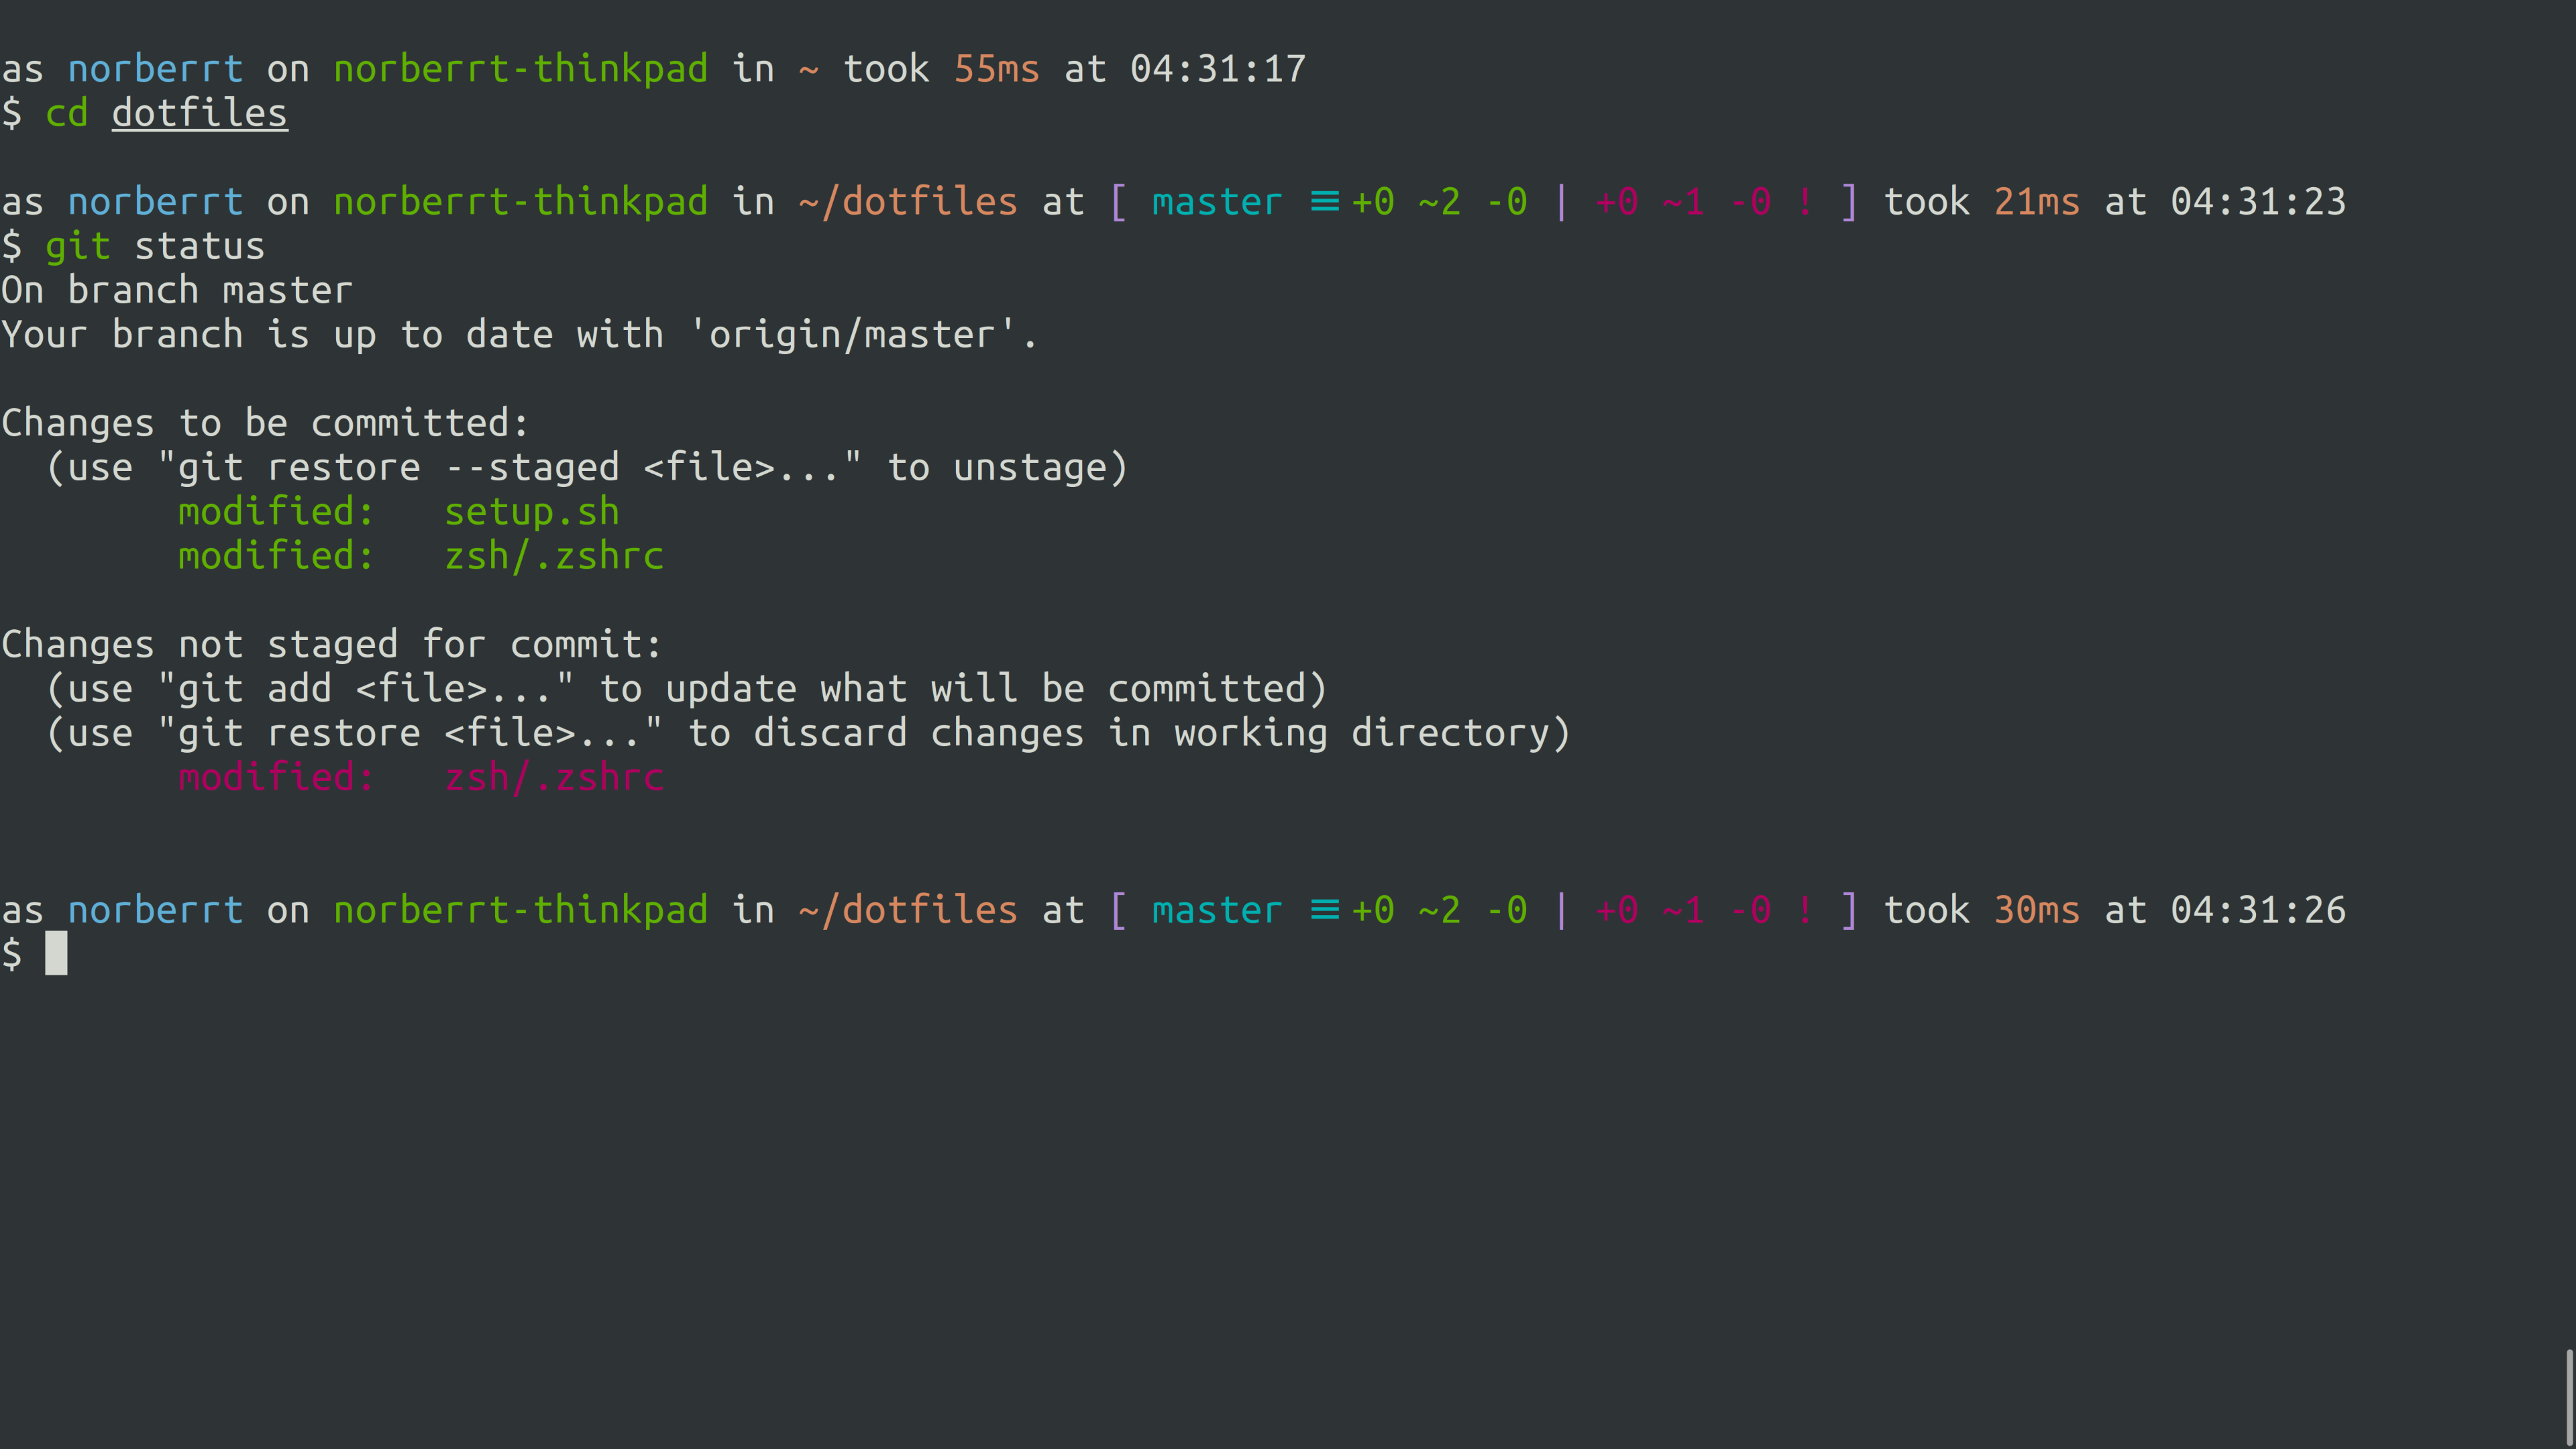 as norberrt on norberrt-thinkpad in ~ took 55ms at 04:31:17
$ cd dotfiles
as norberrt on norberrt-thinkpad in ~/dotfiles at [ master ≡ +0 ~2 -0 | +0 ~1 -0 ! ] took 21ms at 04:31:23
$ git status
On branch master
Your branch is up to date with 'origin/master'.
Changes to be committed:
  (use "git restore --staged <file>..." to unstage)
        modified:   setup.sh
        modified:   zsh/.zshrc
Changes not staged for commit:
  (use "git add <file>..." to update what will be committed)
  (use "git restore <file>..." to discard changes in working directory)
        modified:   zsh/.zshrc
as norberrt on norberrt-thinkpad in ~/dotfiles at [ master ≡ +0 ~2 -0 | +0 ~1 -0 ! ] took 30ms at 04:31:26
$